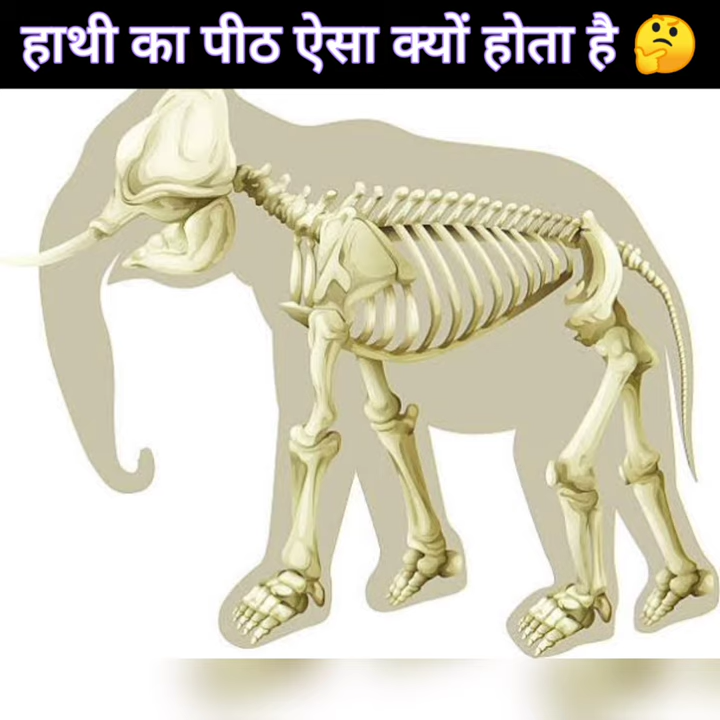 हाथी का पीठ ऐसा क्यों होता है 🤔